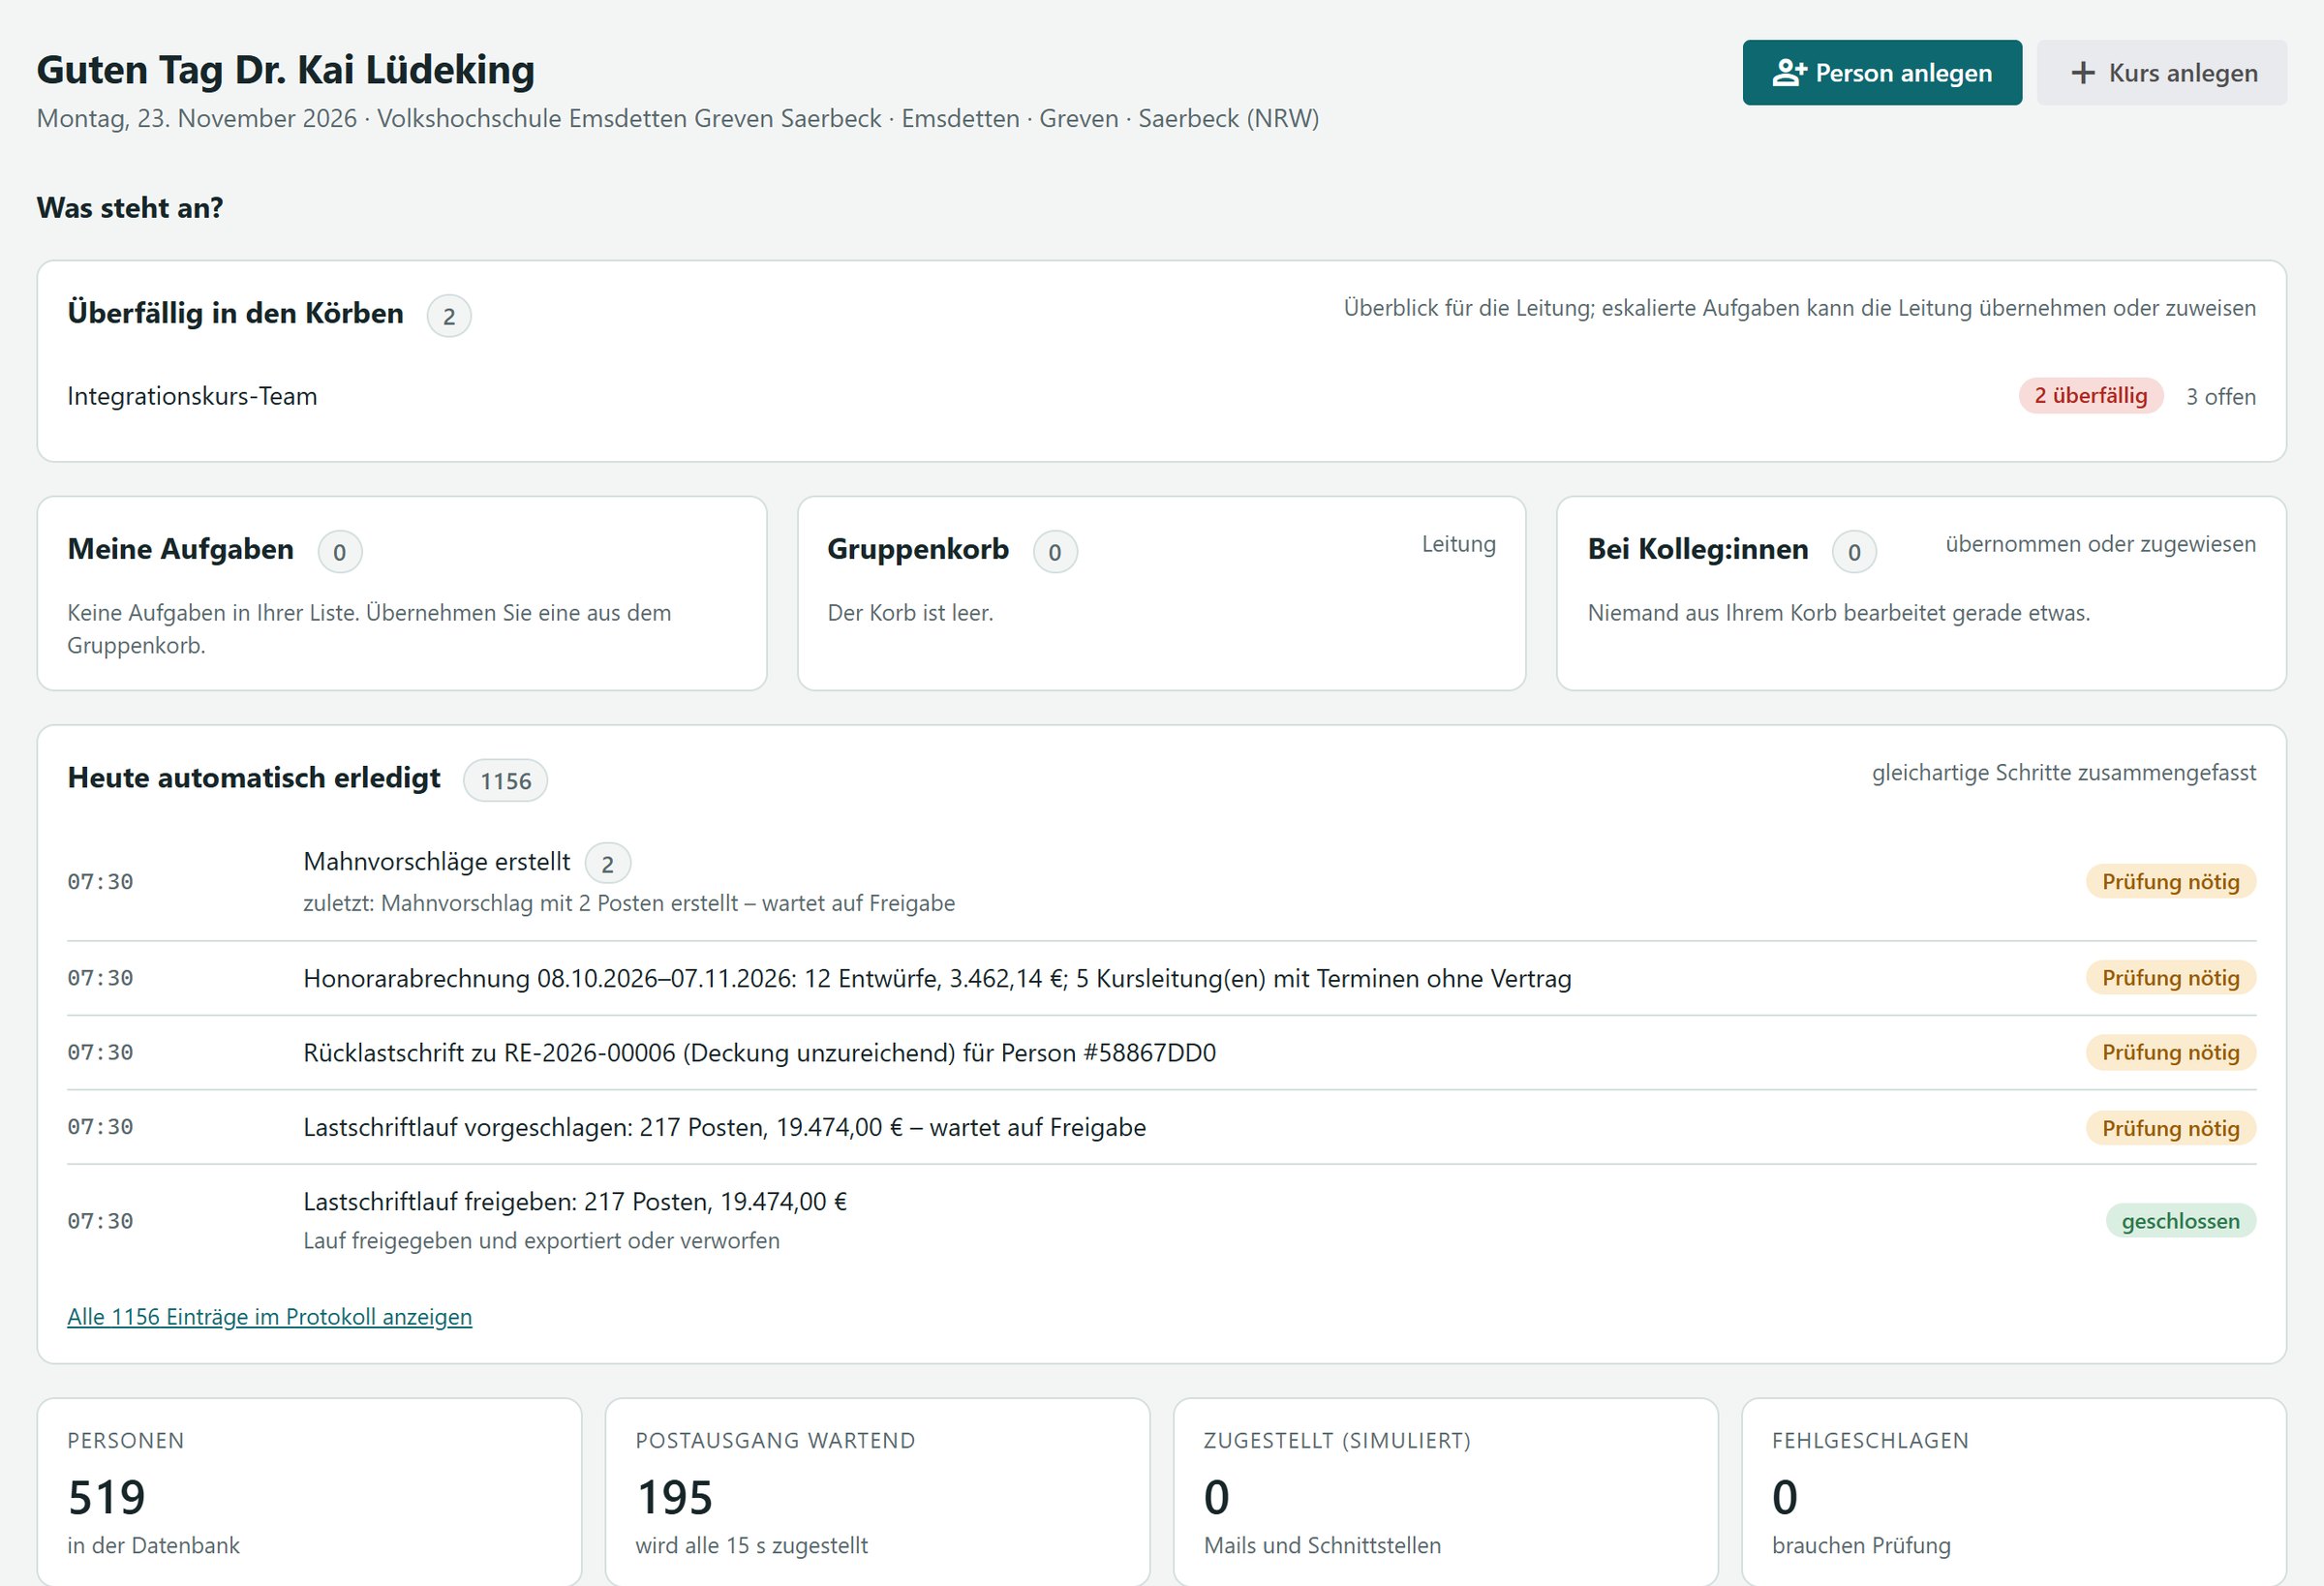 Guten Tag Dr. Kai Lüdeking
Person anlegen
Kurs anlegen
Montag, 23. November 2026 · Volkshochschule Emsdetten Greven Saerbeck · Emsdetten · Greven · Saerbeck (NRW)
Was steht an?
Überfällig in den Körben 2
Überblick für die Leitung; eskalierte Aufgaben kann die Leitung übernehmen oder zuweisen
Integrationskurs-Team
2 überfällig 3 offen
Meine Aufgaben 0
Keine Aufgaben in Ihrer Liste. Übernehmen Sie eine aus dem
Gruppenkorb.
Gruppenkorb 0
Leitung
Der Korb ist leer.
Bei Kolleg:innen 0
übernommen oder zugewiesen
Niemand aus Ihrem Korb bearbeitet gerade etwas.
Heute automatisch erledigt 1156
gleichartige Schritte zusammengefasst
07:30
Mahnvorschläge erstellt 2
zuletzt: Mahnvorschlag mit 2 Posten erstellt – wartet auf Freigabe
Prüfung nötig
07:30 Honorarabrechnung 08.10.2026–07.11.2026: 12 Entwürfe, 3.462,14 €; 5 Kursleitung(en) mit Terminen ohne Vertrag Prüfung nötig
07:30 Rücklastschrift zu RE-2026-00006 (Deckung unzureichend) für Person #58867DD0 Prüfung nötig
07:30 Lastschriftlauf vorgeschlagen: 217 Posten, 19.474,00 € – wartet auf Freigabe Prüfung nötig
07:30
Lastschriftlauf freigeben: 217 Posten, 19.474,00 €
Lauf freigegeben und exportiert oder verworfen
geschlossen
Alle 1156 Einträge im Protokoll anzeigen
PERSONEN
519
in der Datenbank
POSTAUSGANG WARTEND
195
wird alle 15 s zugestellt
ZUGESTELLT (SIMULIERT)
0
Mails und Schnittstellen
FEHLGESCHLAGEN
0
brauchen Prüfung